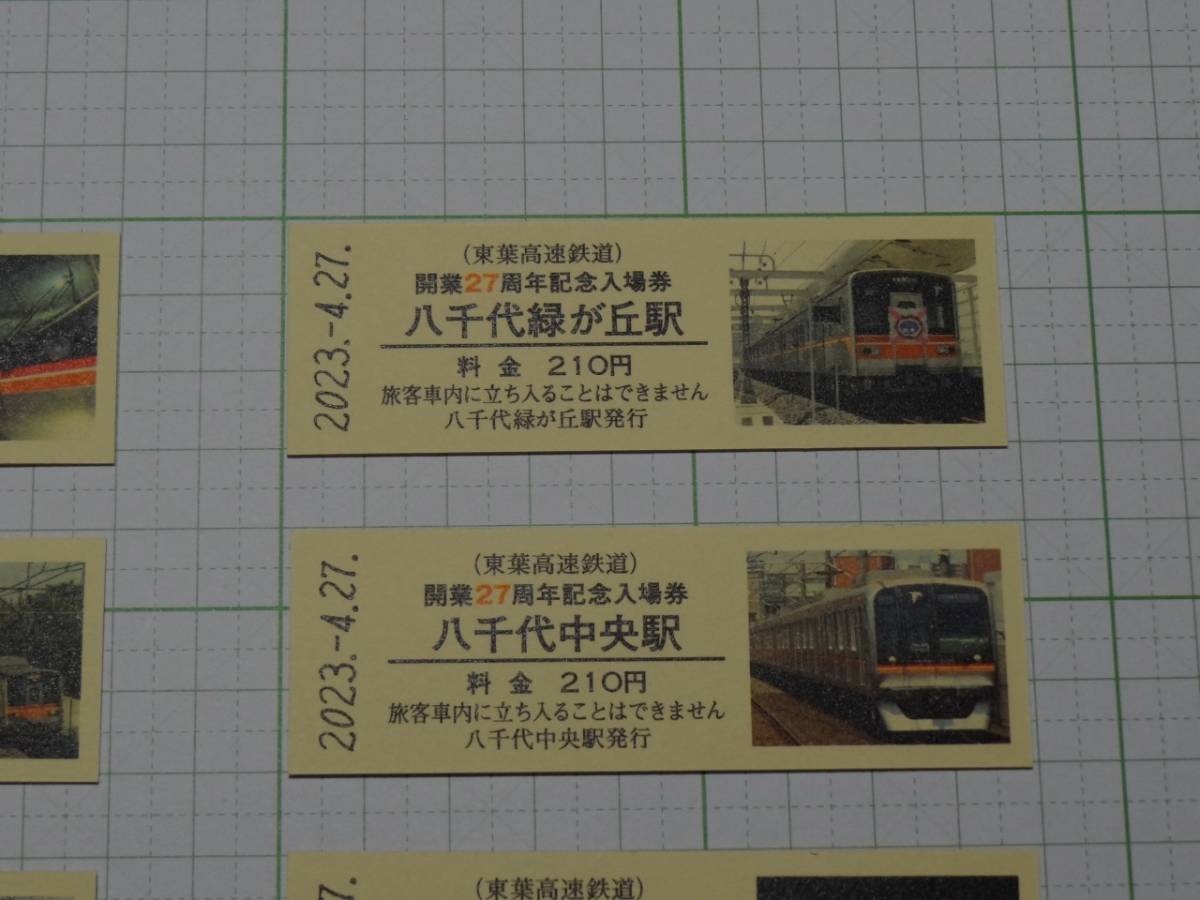 2023.-4.27.
(東葉高速鉄道)
開業27周年記念入場券
八千代緑が丘駅
料金 210円
旅客車内に立ち入ることはできません
八千代緑が丘駅発行
2023.-4.27.
(東葉高速鉄道)
開業27周年記念入場券
八千代中央駅
料金 210円
旅客車内に立ち入ることはできません
八千代中央駅発行
7.
(東葉高速鉄道)